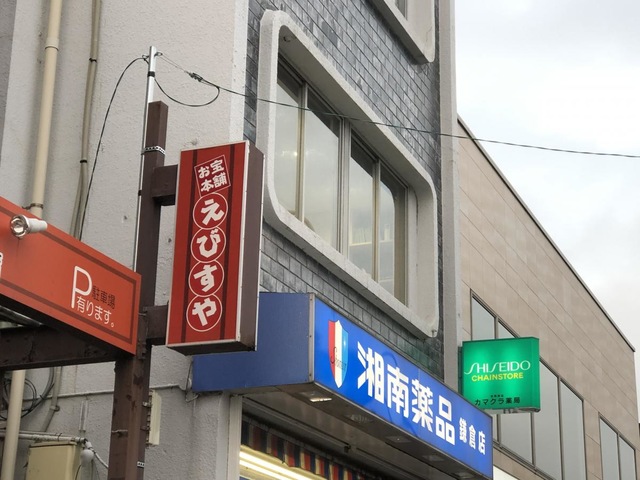 お宝
本舗
えびすや
P駐車場
有ります。
湘南薬品 鎌倉店
SHISEIDO
CHAINSTORE
カマクラ薬局